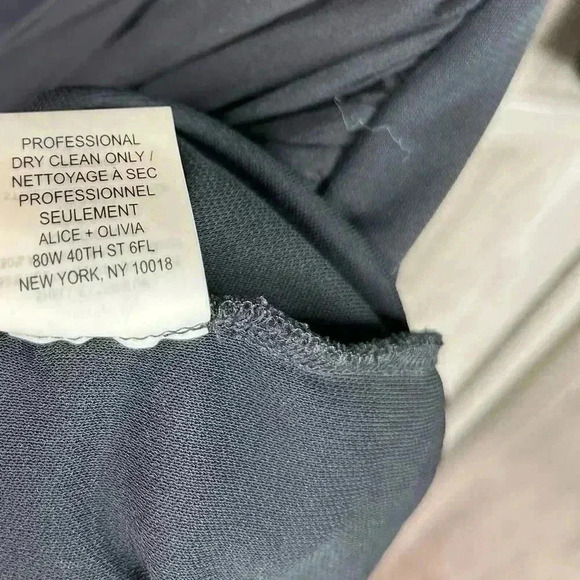 PROFESSIONAL
DRY CLEAN ONLY /
NETTOYAGE A SEC
PROFESSIONNEL
SEULEMENT
ALICE + OLIVIA
80W 40TH ST 6FL
NEW YORK, NY 10018